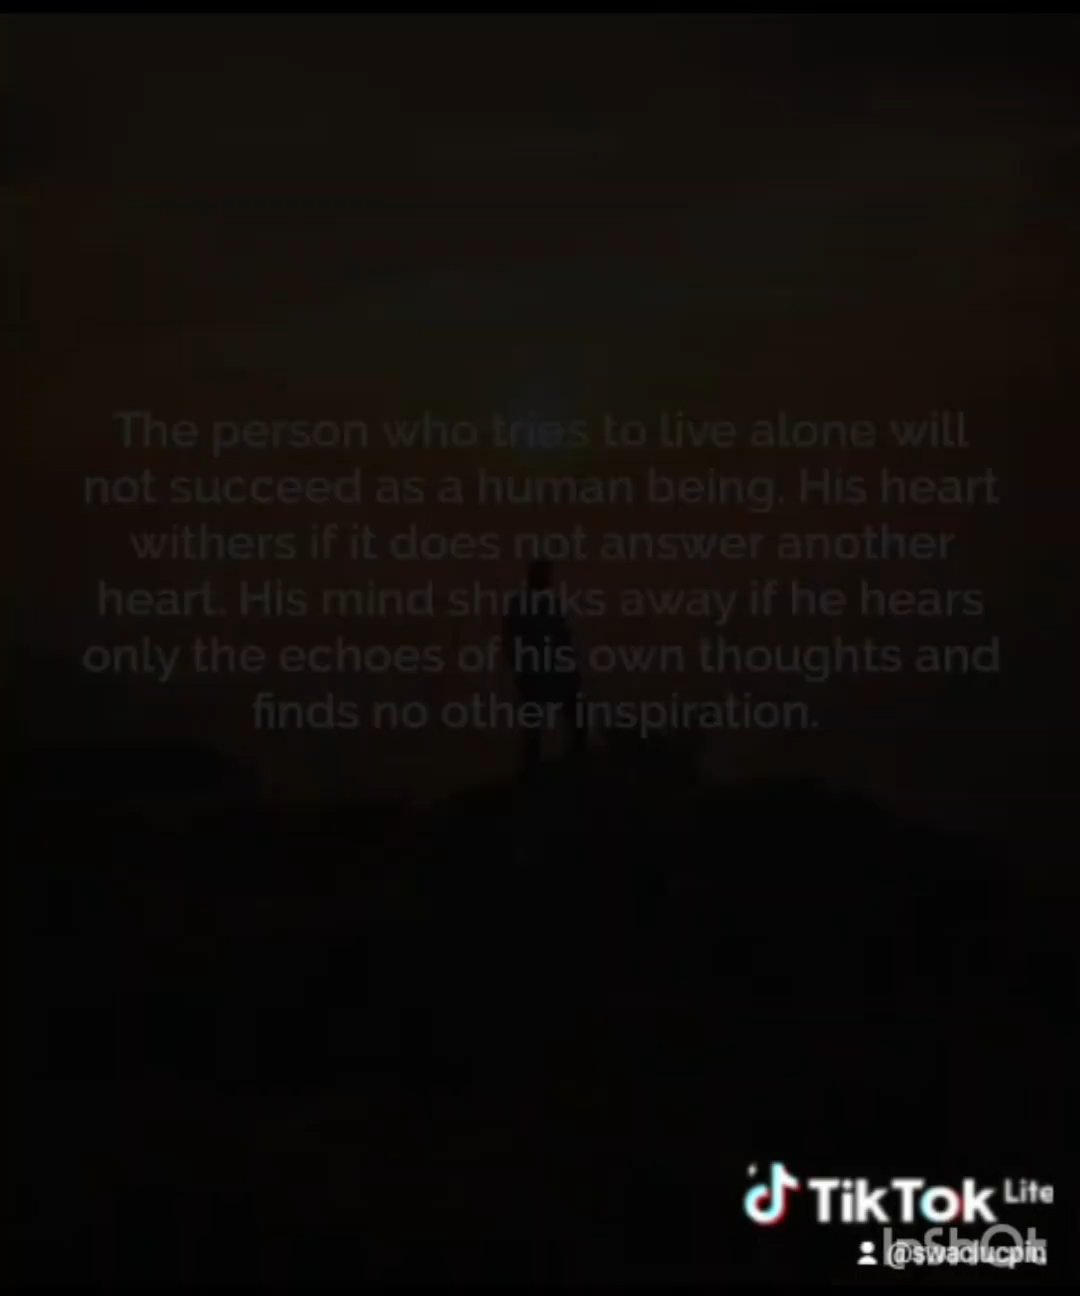 The person who tries to live alone will
not succeed as a human being. His heart
withers if it does not answer another
heart. His mind shrinks away if he hears
only the echoes of his own thoughts and
finds no other inspiration.
TikTok Lite
InShOt